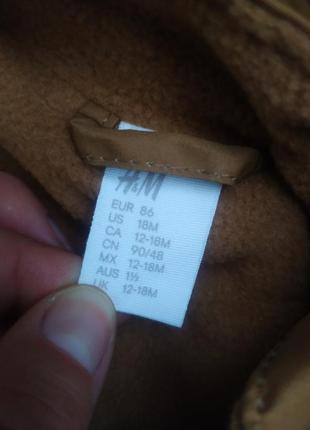 H&M
EUR 86
US 18M
CA 12-18M
CN 90/48
MX 12-18M
AUS 1½
UK 12-18M